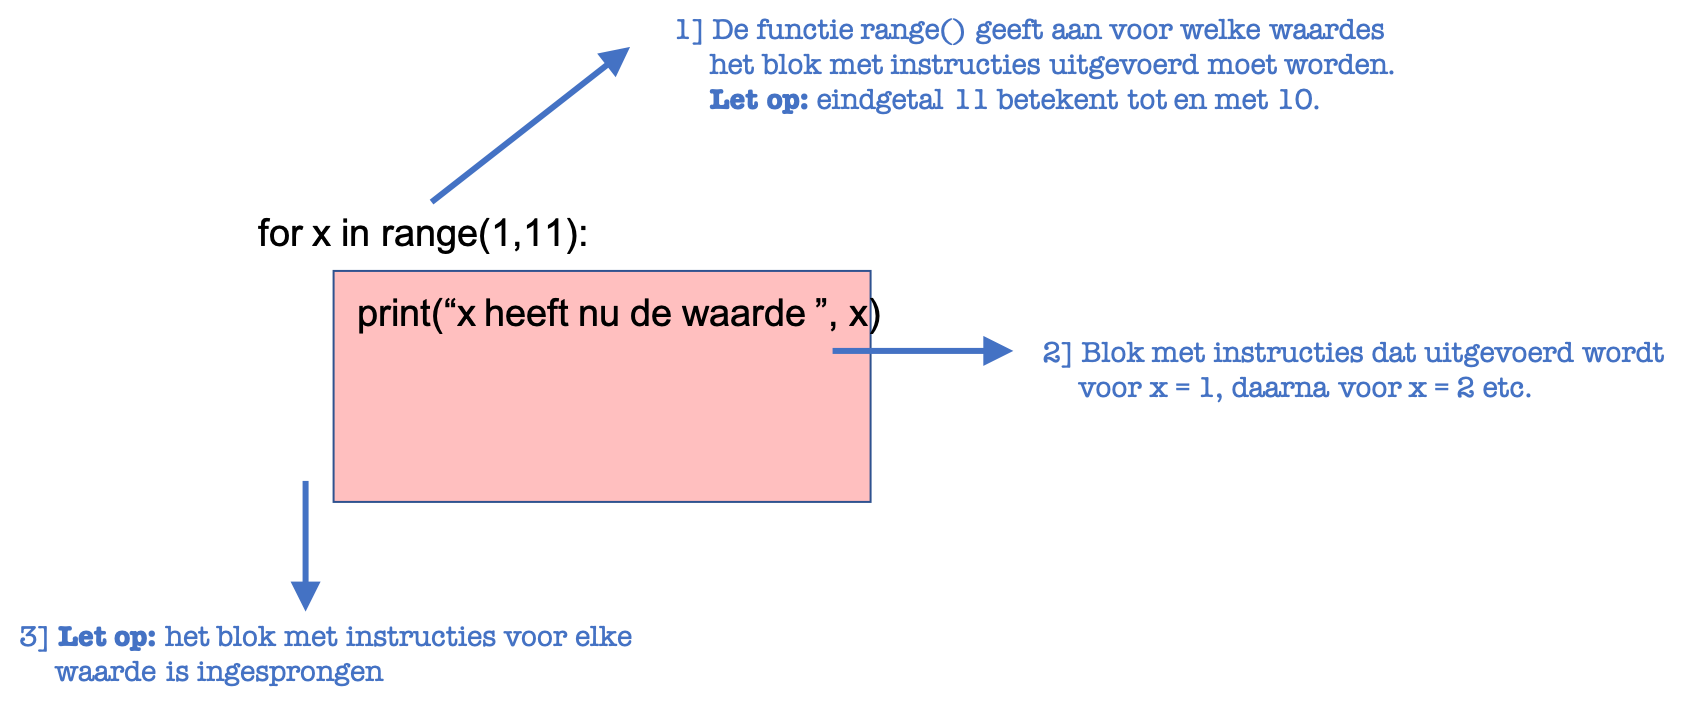 1] De functie range() geeft aan voor welke waardes
het blok met instructies uitgevoerd moet worden.
Let op: eindgetal 11 betekent tot en met 10.
for x in range(1,11):
print(“x heeft nu de waarde ”, x)
2] Blok met instructies dat uitgevoerd wordt
voor x = 1, daarna voor x = 2 etc.
3] Let op: het blok met instructies voor elke
waarde is ingesprongen